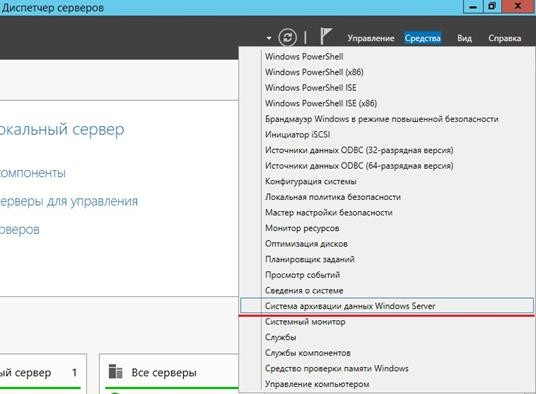 Диспетчер серверов
Управление Средства Вид Справка
Windows PowerShell
Windows PowerShell (x86)
Windows PowerShell ISE
Windows PowerShell ISE (x86)
Брандмауэр Windows в режиме повышенной безопасности
Инициатор iSCSI
Источники данных ODBC (32-разрядная версия)
Источники данных ODBC (64-разрядная версия)
Конфигурация системы
Локальная политика безопасности
Мастер настройки безопасности
Монитор ресурсов
Оптимизация дисков
Планировщик заданий
Просмотр событий
Сведения о системе
Система архивации данных Windows Server
Системный монитор
Службы
Службы компонентов
Средство проверки памяти Windows
Управление компьютером
окальный сервер
компоненты
ерверы для управления
рверов
ый сервер 1
Все серверы